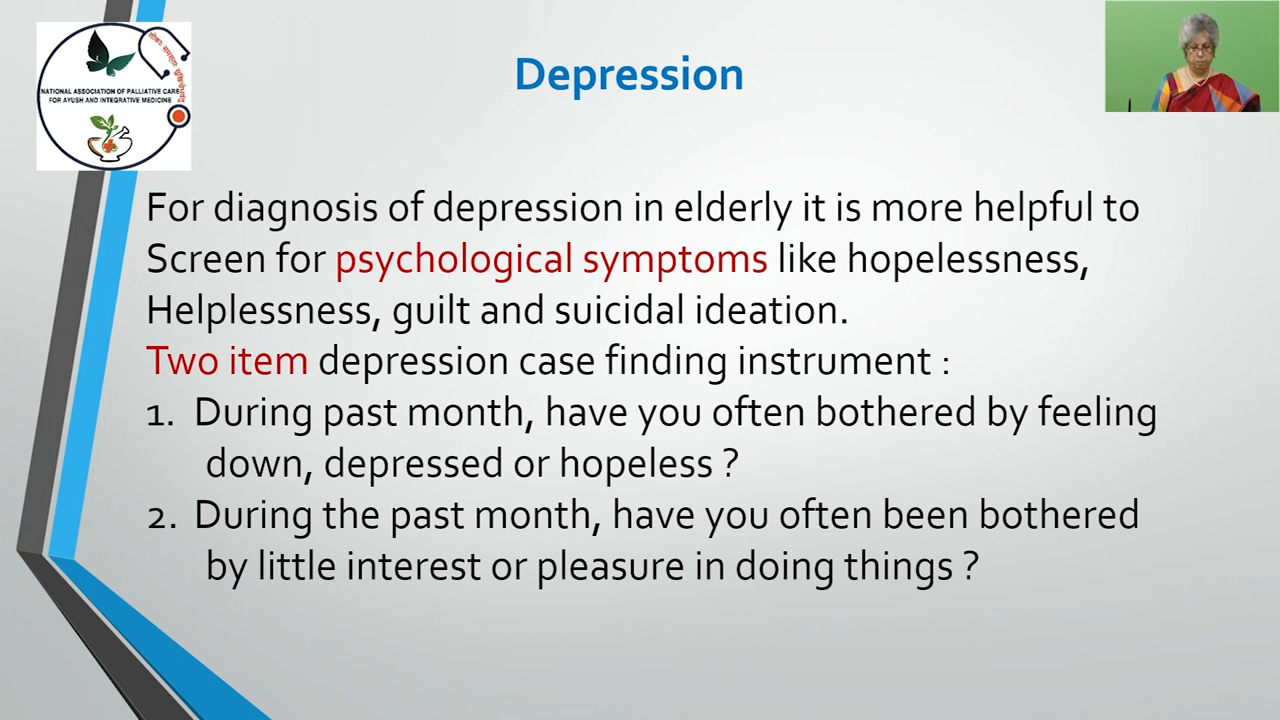 Depression
NATIONAL ASSOCIATION OF PALLIATIVE CARE
FOR AYUSH AND INTEGRATIVE MEDICINE
For diagnosis of depression in elderly it is more helpful to
Screen for psychological symptoms like hopelessness,
Helplessness, guilt and suicidal ideation.
Two item depression case finding instrument :
1. During past month, have you often bothered by feeling
down, depressed or hopeless ?
2. During the past month, have you often been bothered
by little interest or pleasure in doing things ?